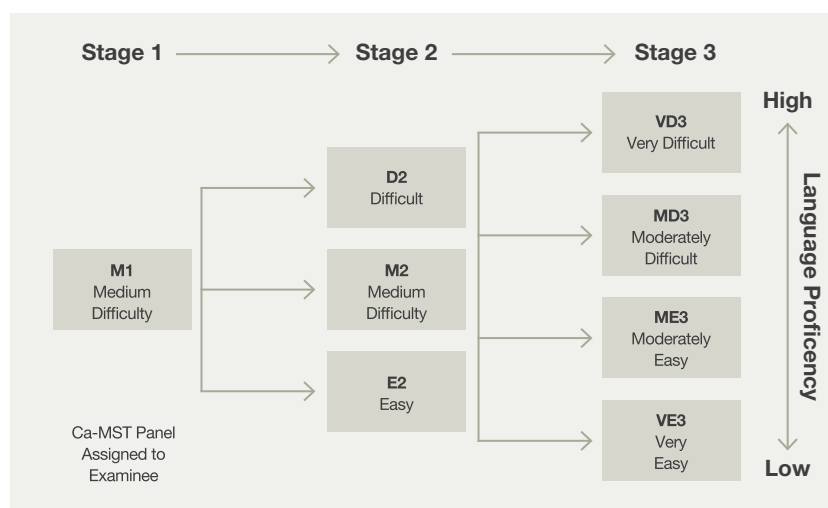 Stage 1
Stage 2
Stage 3
M1
Medium
Difficulty
Ca-MST Panel
Assigned to
Examinee
D2
Difficult
M2
Medium
Difficulty
E2
Easy
VD3
Very Difficult
MD3
Moderately
Difficult
ME3
Moderately
Easy
VE3
Very
Easy
High
Language Proficency
Low